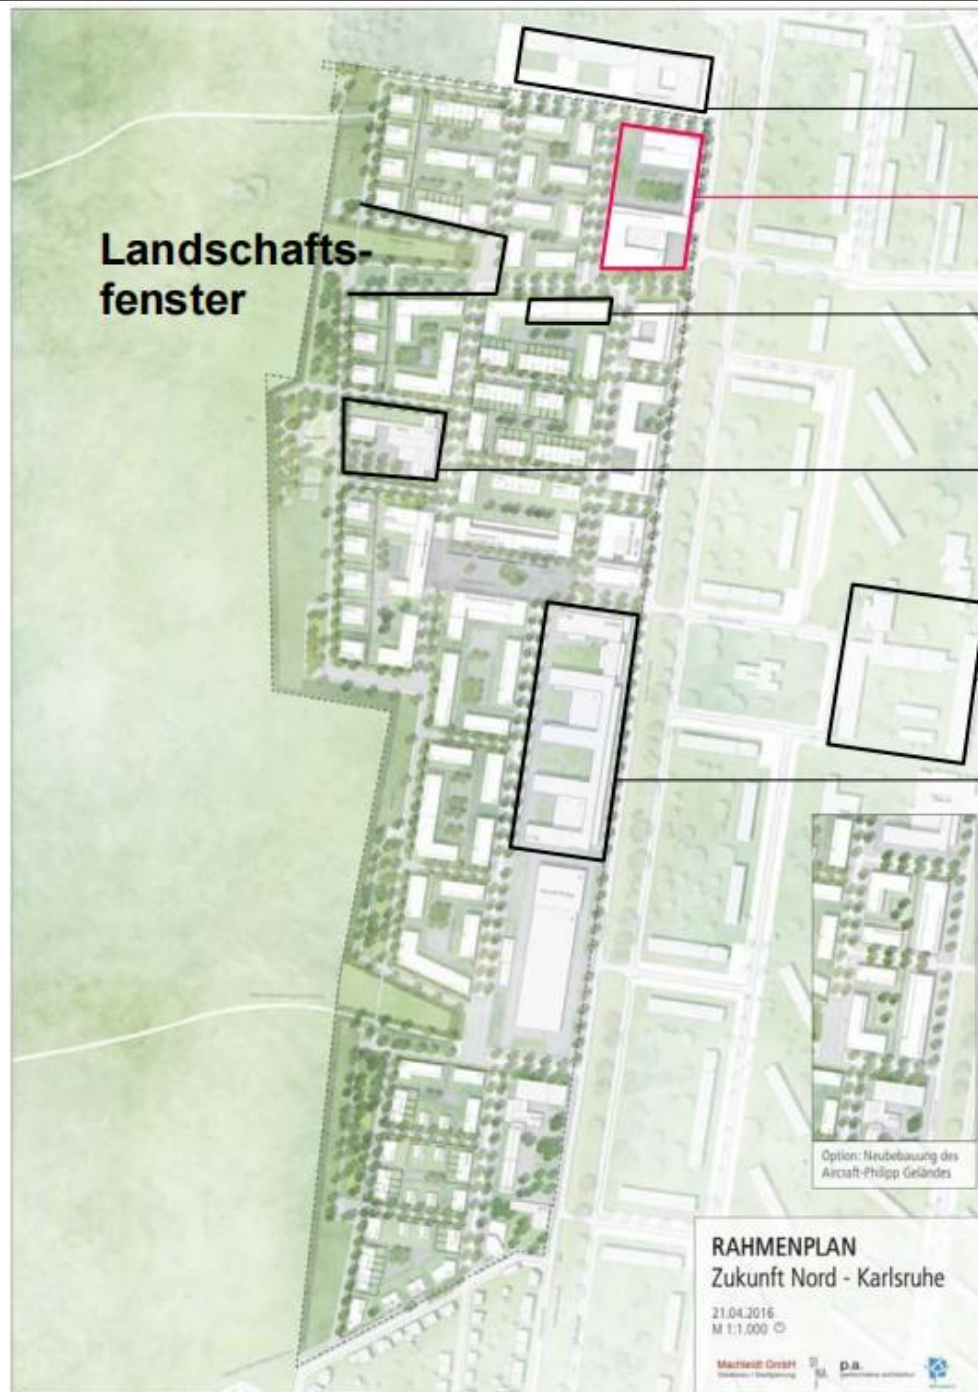 Landschafts-
fenster
Option: Neubebauung des
Aircraft-Philipp Geländes
RAHMENPLAN
Zukunft Nord - Karlsruhe
21.04.2016
M 1:1.000
Machleidt GmbH
p.a.